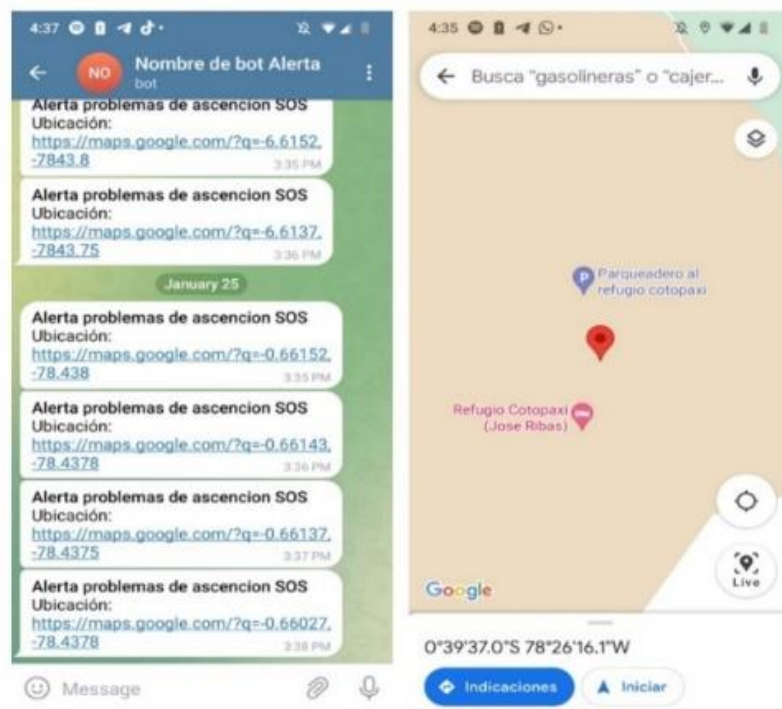 4:37
NO
Nombre de bot Alerta
bot
Alerta problemas de ascencion SOS
Ubicación:
https://maps.google.com/?q=-6.6152,
-7843.8
3:35 PM
Alerta problemas de ascencion SOS
Ubicación:
https://maps.google.com/?q=-6.6137,
-7843.75
3:36 PM
January 25
Alerta problemas de ascencion SOS
Ubicación:
https://maps.google.com/?q=-0.66152,
-78.438
3:35 PM
Alerta problemas de ascencion SOS
Ubicación:
https://maps.google.com/?q=-0.66143,
-78.4378
3:36 PM
Alerta problemas de ascencion SOS
Ubicación:
https://maps.google.com/?q=-0.66137,
-78.4375
3:37 PM
Alerta problemas de ascencion SOS
Ubicación:
https://maps.google.com/?q=-0.66027,
-78.4378
3:38 PM
Message
4:35
Busca "gasolineras" o "cajer...
P
Parqueadero al
refugio cotopaxi
Refugio Cotopaxi
(Jose Ribas)
Live
Google
0°39'37.0"S 78°26'16.1"W
Indicaciones
Iniciar